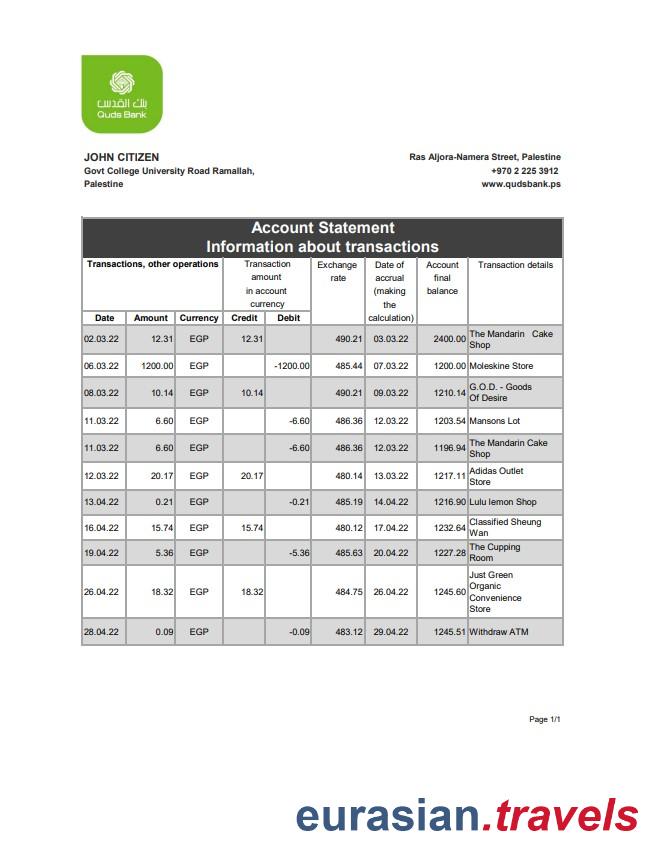 بنك القدس
Quds Bank
JOHN CITIZEN
Govt College University Road Ramallah,
Palestine
Ras Aljora-Namera Street, Palestine
+970 2 225 3912
www.qudsbank.ps
Account Statement
Information about transactions
Transactions, other operations
Transaction
amount
in account
currency
Exchange
rate
Date of
accrual
(making
the
calculation)
Account
final
balance
Transaction details
Date Amount Currency Credit Debit
02.03.22 12.31 EGP 12.31 490.21 03.03.22 2400.00 The Mandarin Cake
Shop
06.03.22 1200.00 EGP -1200.00 485.44 07.03.22 1200.00 Moleskine Store
08.03.22 10.14 EGP 10.14 490.21 09.03.22 1210.14 G.O.D. - Goods
Of Desire
11.03.22 6.60 EGP -6.60 486.36 12.03.22 1203.54 Mansons Lot
11.03.22 6.60 EGP -6.60 486.36 12.03.22 1196.94 The Mandarin Cake
Shop
12.03.22 20.17 EGP 20.17 480.14 13.03.22 1217.11 Adidas Outlet
Store
13.04.22 0.21 EGP -0.21 485.19 14.04.22 1216.90 Lulu lemon Shop
16.04.22 15.74 EGP 15.74 480.12 17.04.22 1232.64 Classified Sheung
Wan
19.04.22 5.36 EGP -5.36 485.63 20.04.22 1227.28 The Cupping
Room
26.04.22 18.32 EGP 18.32 484.75 26.04.22 1245.60 Just Green
Organic
Convenience
Store
28.04.22 0.09 EGP -0.09 483.12 29.04.22 1245.51 Withdraw ATM
Page 1/1
eurasian.travels